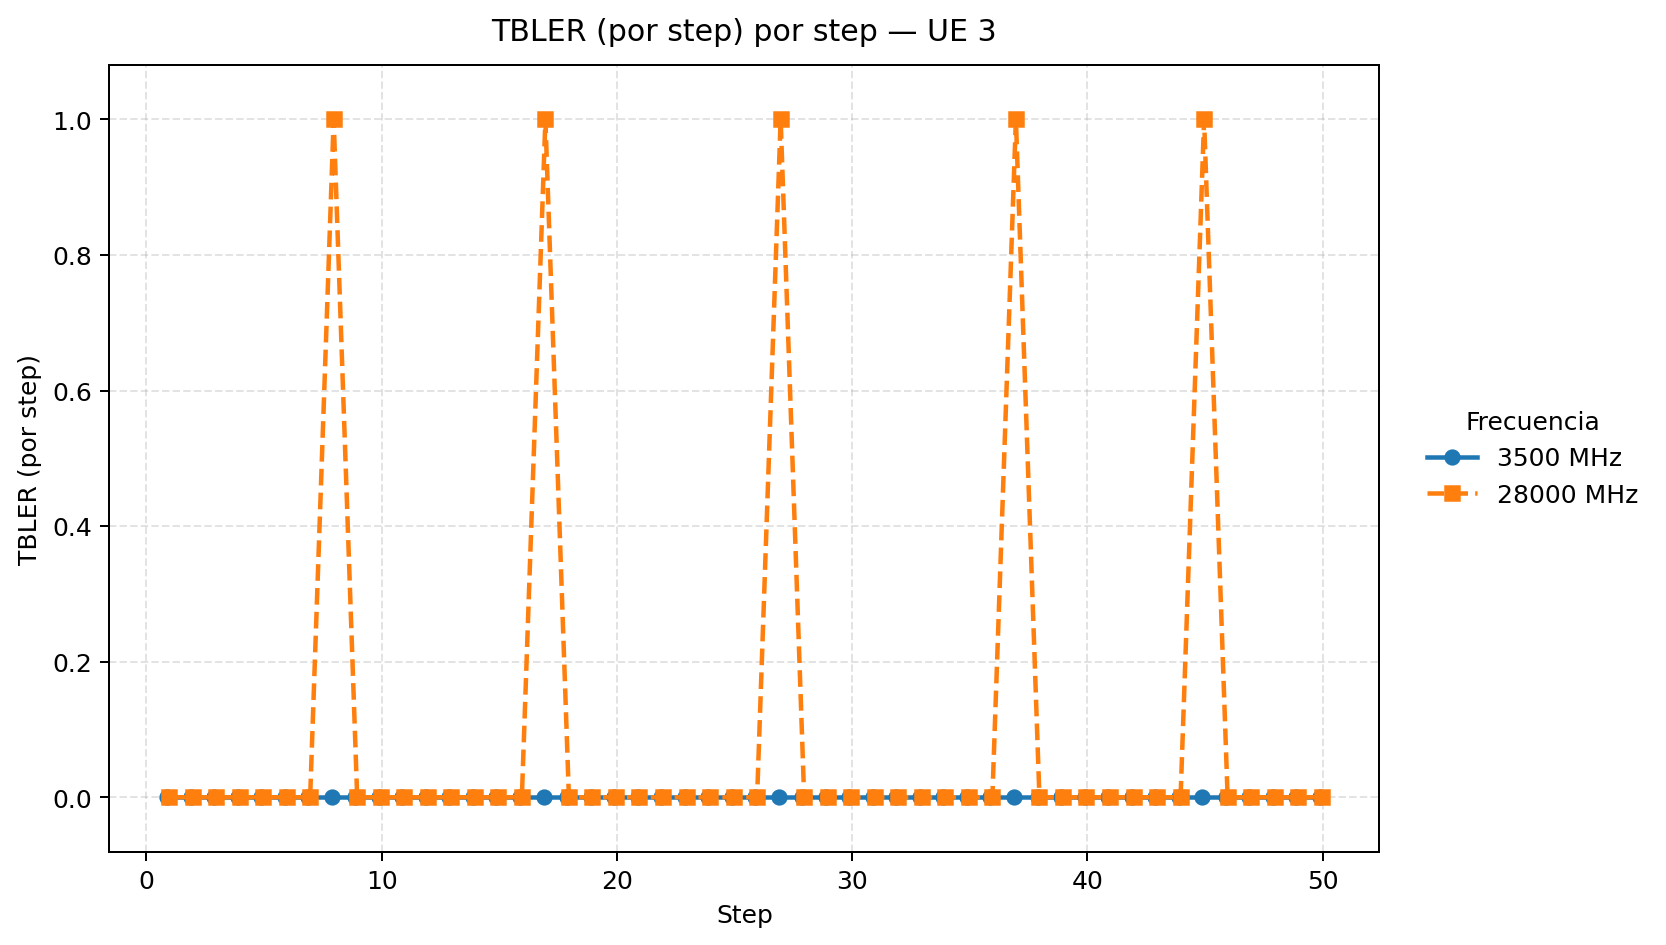 TBLER (por step) por step — UE 3
TBLER (por step)
1.0
0.8
0.6
0.4
0.2
0.0
0 10 20 30 40 50
Step
Frecuencia
3500 MHz
28000 MHz